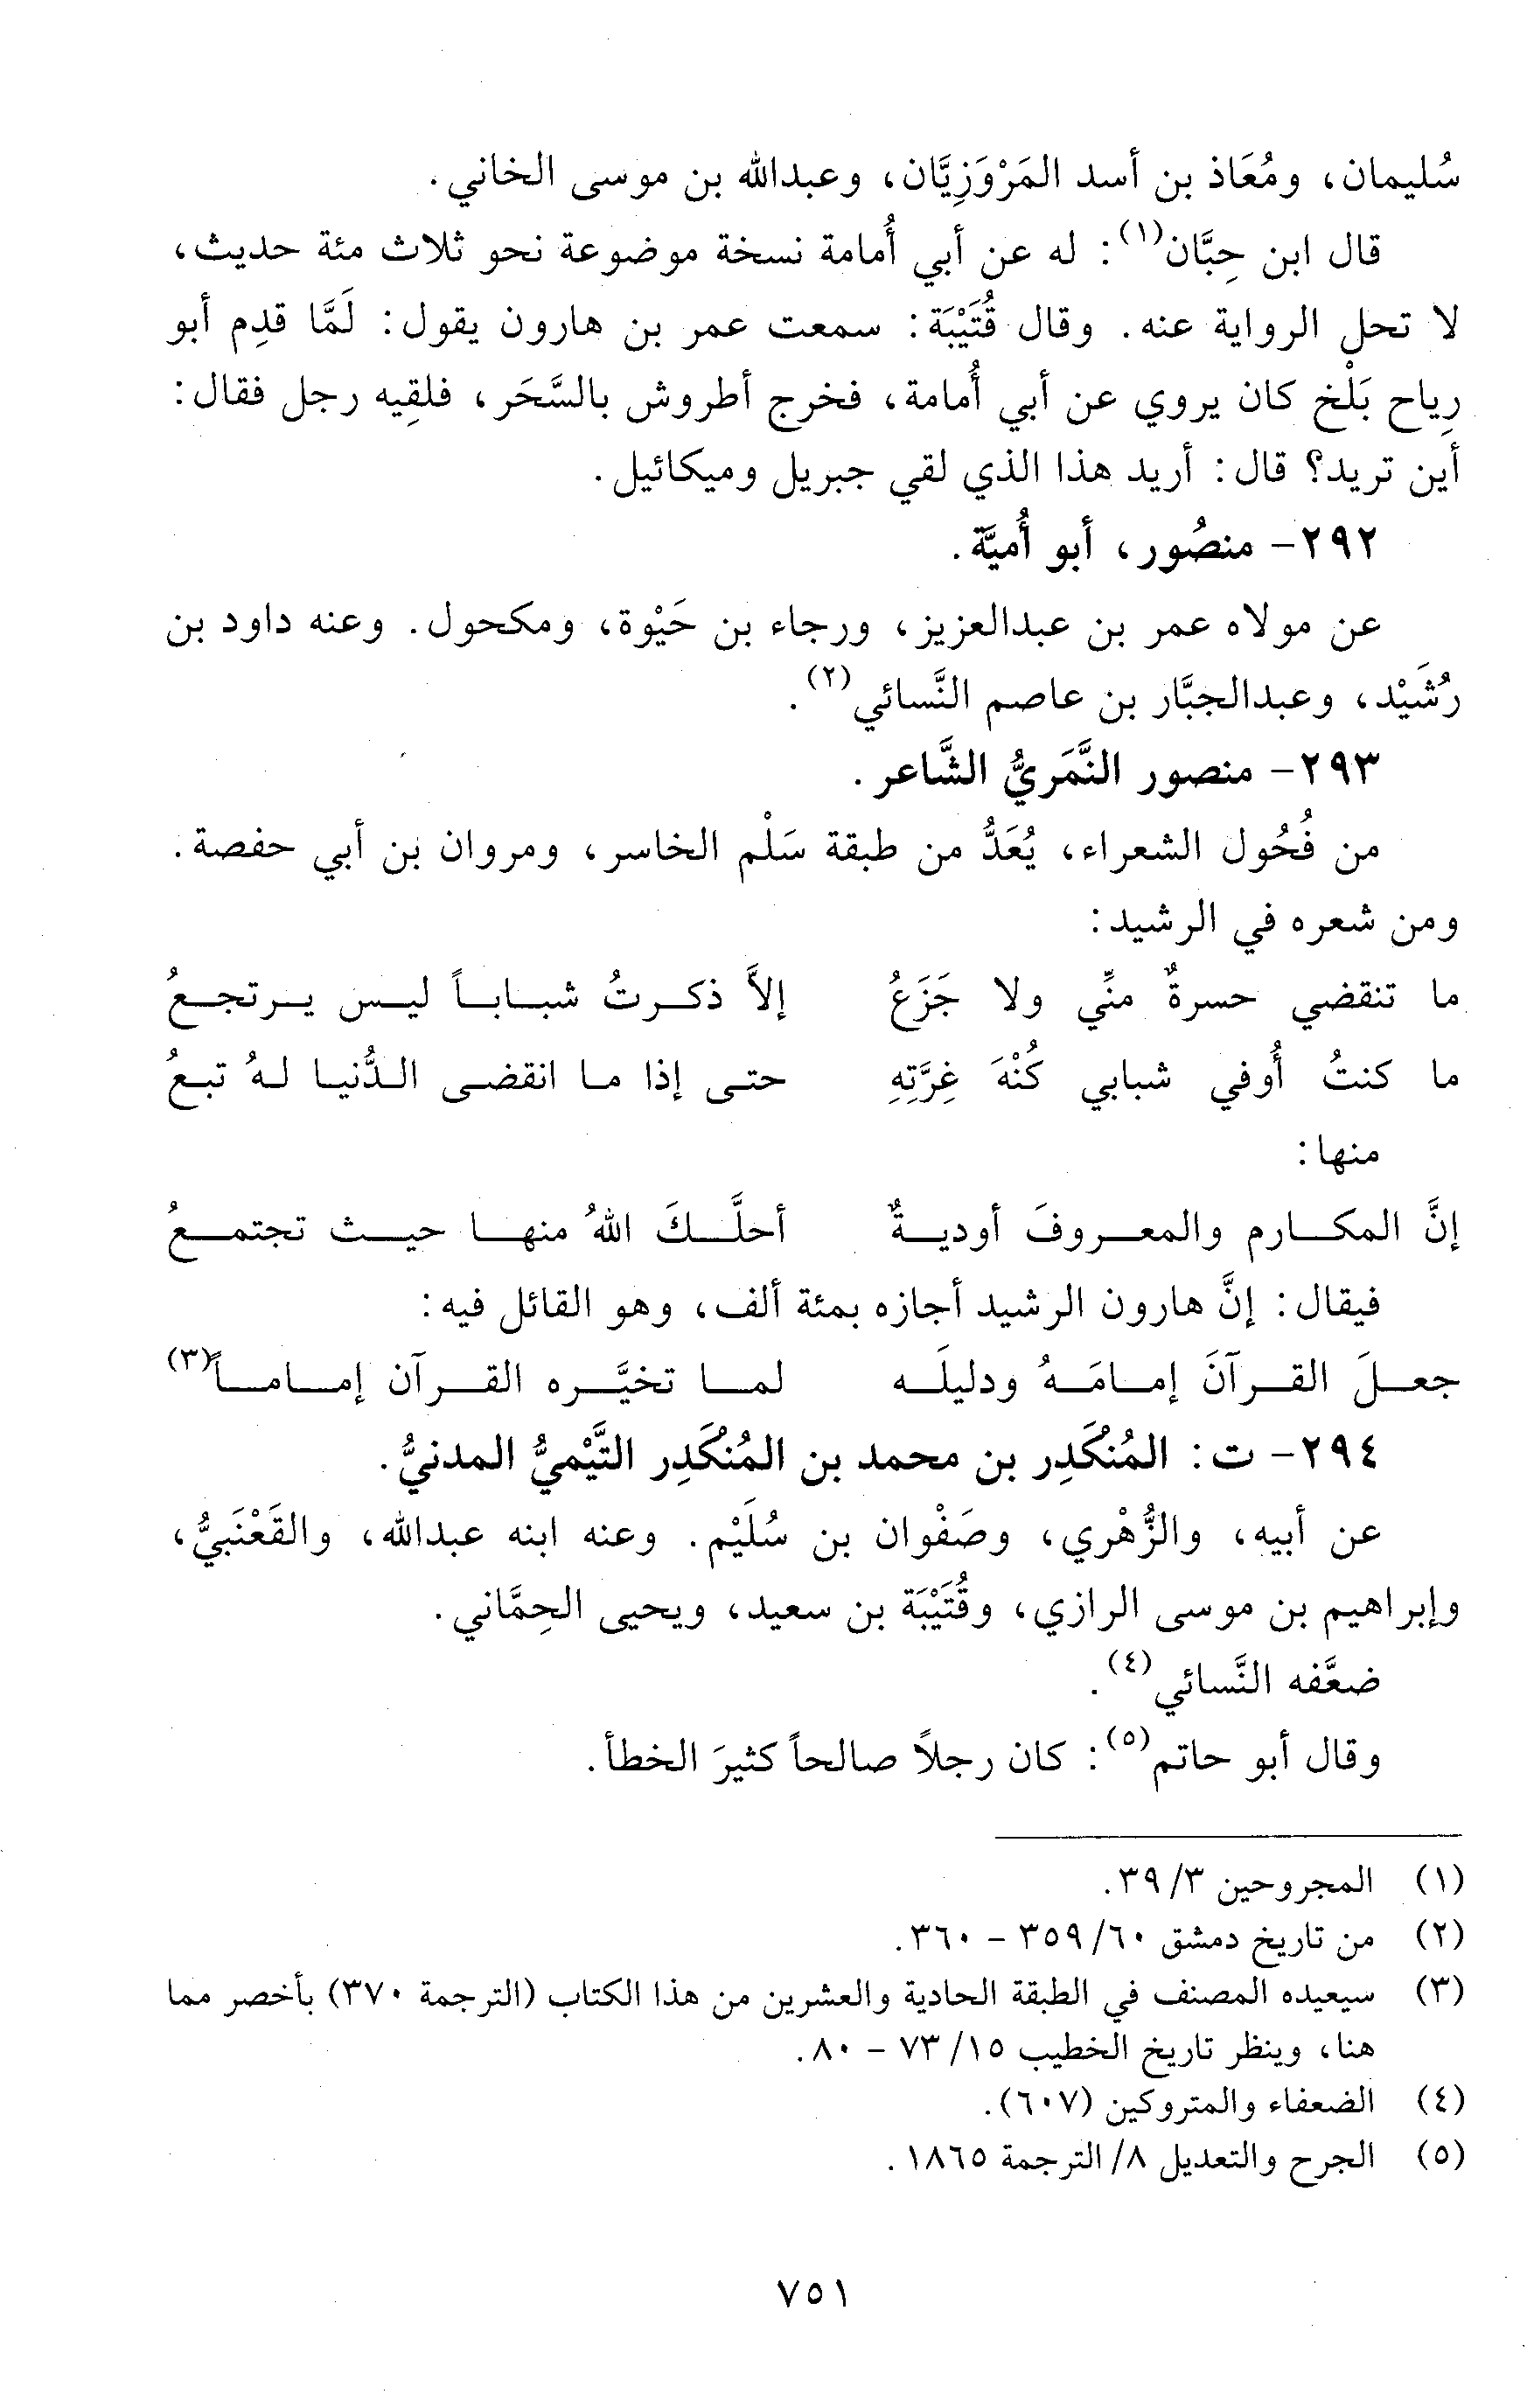 سُليمان، ومُعَاذ بن أسد المَرْوَزِيَّان، وعبدالله بن موسى الخاني.
قال ابن حِبَّان(١): له عن أبي أُمامة نسخة موضوعة نحو ثلاث مئة حديث،
لا تحل الرواية عنه. وقال قُتَيْبَة: سمعت عمر بن هارون يقول: لَمَّا قدِم أبو
رِياح بَلْخ كان يروي عن أبي أُمامة، فخرج أطروش بالسَّحَر، فلقِيه رجل فقال:
أين تريد؟ قال: أريد هذا الذي لقي جبريل وميكائيل.
٢٩٢- منصُور، أبو أُميَّة.
عن مولاه عمر بن عبدالعزيز، ورجاء بن حَيْوة، ومكحول. وعنه داود بن
رُشَيْد، وعبدالجبَّار بن عاصم النَّسائي(٢).
٢٩٣- منصور النَّمَريُّ الشَّاعر.
من فُحُول الشعراء، يُعَدُّ من طبقة سَلْم الخاسر، ومروان بن أبي حفصة.
ومن شعره في الرشيد:
ما تنقضي حسرةٌ منِّي ولا جَزَعُ إلاَّ ذكرتُ شباباً ليس يرتجعُ
ما كنتُ أُوفي شبابي كُنْهَ غِرَّتِهِ حتى إذا ما انقضى الدُّنيا لهُ تبعُ
منها:
إنَّ المكارم والمعروفَ أوديةٌ أحلَّكَ اللهُ منها حيث تجتمعُ
فيقال: إنَّ هارون الرشيد أجازه بمئة ألف، وهو القائل فيه:
جعلَ القرآنَ إمامَهُ ودليلَه لما تخيَّره القرآن إماماً(٣)
٢٩٤- ت: المُنكَدِر بن محمد بن المُنكَدِر التَّيْميُّ المدنيُّ.
عن أبيه، والزُّهْري، وصَفْوان بن سُلَيْم. وعنه ابنه عبدالله، والقَعْنَبيُّ،
وإبراهيم بن موسى الرازي، وقُتَيْبَة بن سعيد، ويحيى الحِمَّاني.
ضعَّفه النَّسائي(٤).
وقال أبو حاتم(٥): كان رجلاً صالحاً كثيرَ الخطأ.
(١) المجروحين ٣/ ٣٩.
(٢) من تاريخ دمشق ٦٠/ ٣٥٩ - ٣٦٠.
(٣) سيعيده المصنف في الطبقة الحادية والعشرين من هذا الكتاب (الترجمة ٣٧٠) بأخصر مما
هنا، وينظر تاريخ الخطيب ١٥/ ٧٣ - ٨٠.
(٤) الضعفاء والمتروكين (٦٠٧).
(٥) الجرح والتعديل ٨/ الترجمة ١٨٦٥.
٧٥١